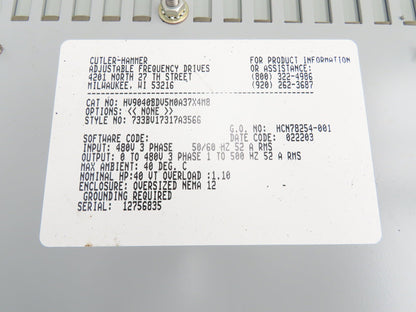 CUTLER-HAMMER
ADJUSTABLE FREQUENCY DRIVES
4201 NORTH 27 TH STREET
MILWAUKEE, WI 53216
FOR PRODUCT INFORMATION
OR ASSISTANCE:
(800) 322-4986
(920) 262-3687
CAT NO: HV9040BDV5M0A37X4M8
OPTIONS: << NONE >>
STYLE NO: 733BV17317A3566
G.O. NO: HCN78254-001
SOFTWARE CODE: DATE CODE: 022203
INPUT: 480V 3 PHASE 50/60 HZ 52 A RMS
OUTPUT: 0 TO 480V 3 PHASE 1 TO 500 HZ 52 A RMS
MAX AMBIENT: 40 DEG. C
NOMINAL HP:40 VT OVERLOAD :1.10
ENCLOSURE: OVERSIZED NEMA 12
GROUNDING REQUIRED
SERIAL: 12756835